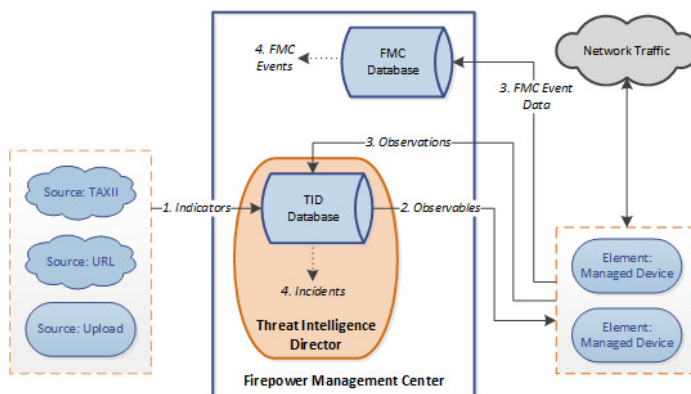 4. FMC
Events
FMC
Database
Network Traffic
3. FMC Event
Data
3. Observations
Source: TAXII
1. Indicators
TID
Database
2. Observables
Source: URL
Element:
Managed Device
4. Incidents
Source: Upload
Threat Intelligence
Director
Element:
Managed Device
Firepower Management Center